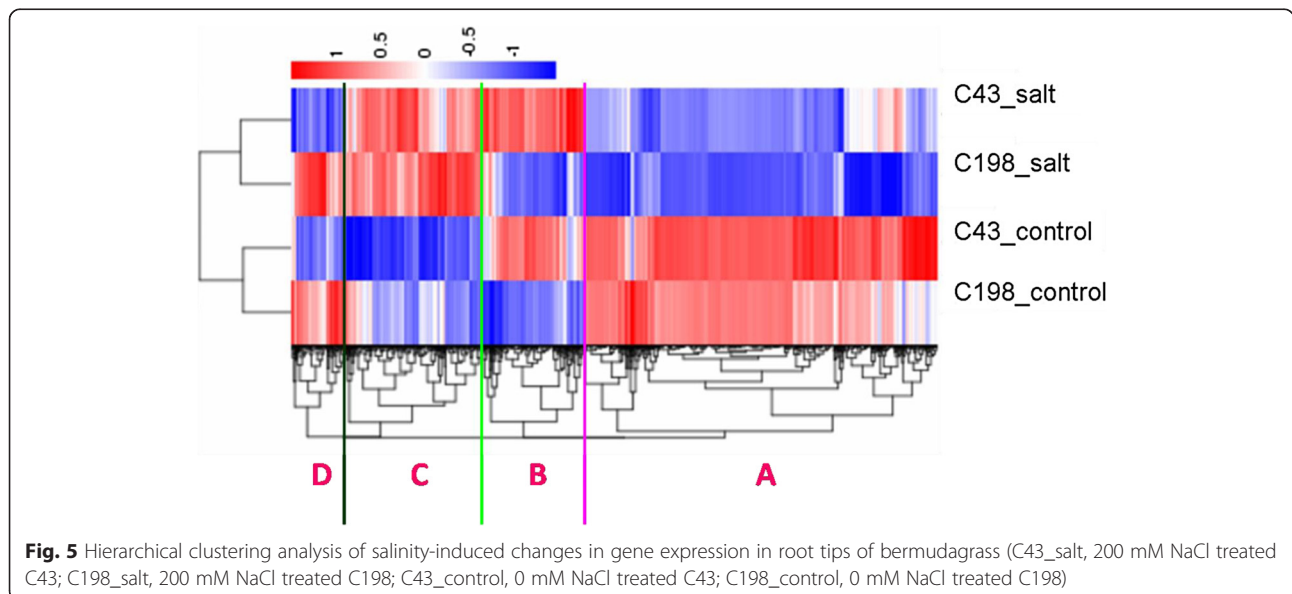 1 0.5 0 -0.5 -1
C43_salt
C198_salt
C43_control
C198_control
D C B A
Fig. 5 Hierarchical clustering analysis of salinity-induced changes in gene expression in root tips of bermudagrass (C43_salt, 200 mM NaCl treated
C43; C198_salt, 200 mM NaCl treated C198; C43_control, 0 mM NaCl treated C43; C198_control, 0 mM NaCl treated C198)